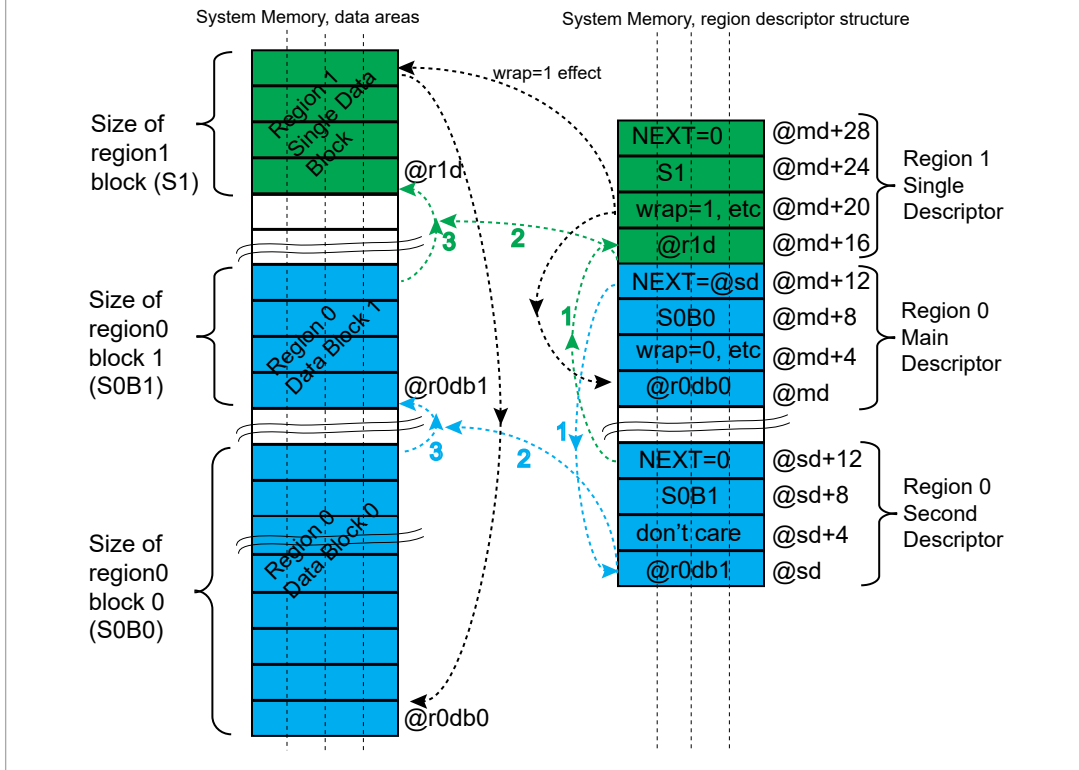 System Memory, data areas
System Memory, region descriptor structure
wrap=1 effect
Size of
region1
block (S1)
Region 1
Single Data
Block
@r1d
3
2
1
Size of
region0
block 1
(S0B1)
Region 0
Data Block 1
@r0db1
3
2
1
Size of
region0
block 0
(S0B0)
Region 0
Data Block 0
@r0db0
NEXT=0
@md+28
S1
@md+24
wrap=1, etc
@md+20
@r1d
@md+16
Region 1
Single
Descriptor
NEXT=@sd
@md+12
S0B0
@md+8
wrap=0, etc
@md+4
@r0db0
@md
Region 0
Main
Descriptor
NEXT=0
@sd+12
S0B1
@sd+8
don't care
@sd+4
@r0db1
@sd
Region 0
Second
Descriptor